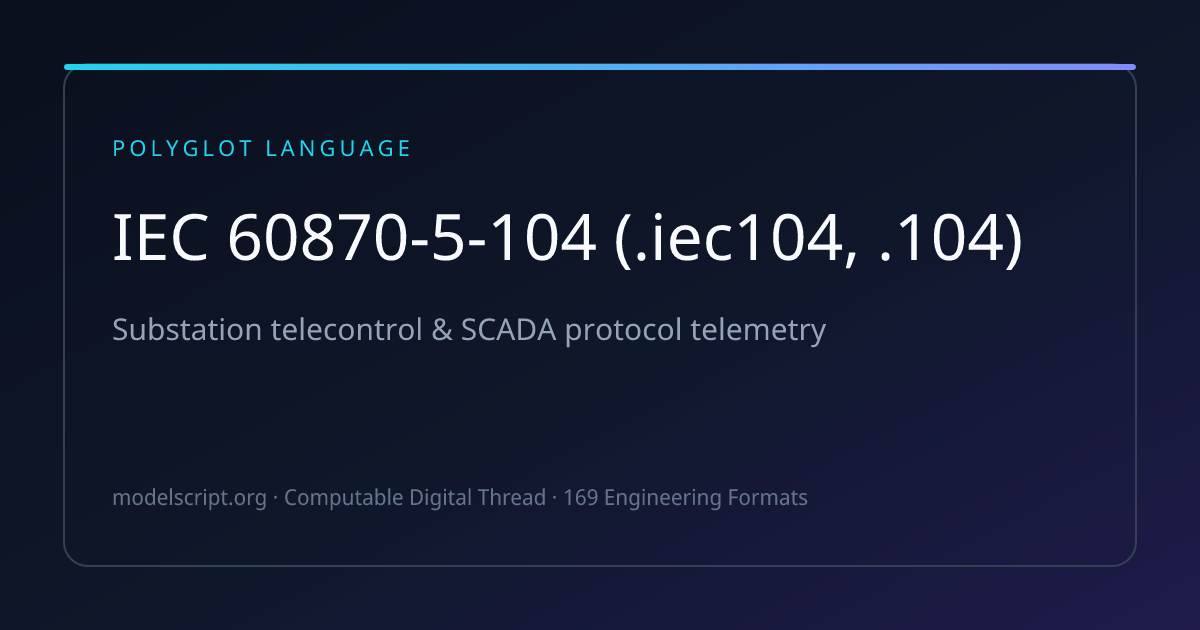 POLYGLOT LANGUAGE
IEC 60870-5-104 (.iec104, .104)
Substation telecontrol & SCADA protocol telemetry
modelscript.org · Computable Digital Thread · 169 Engineering Formats